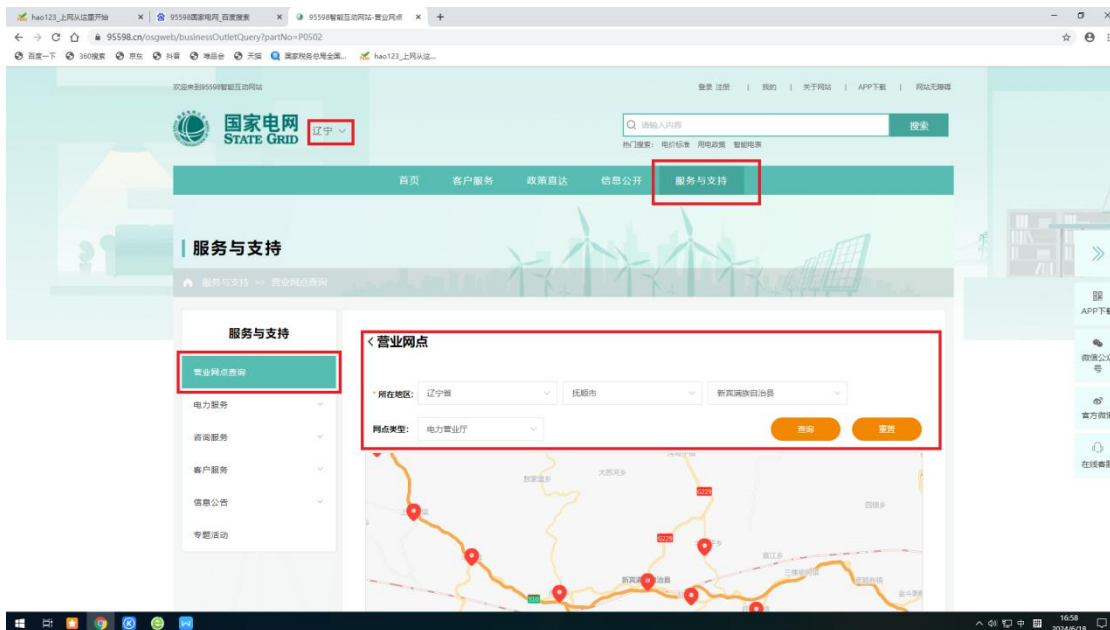 hao123_上网从这里开始 × 95598国家电网_百度搜索 × 95598智能互动网站-营业网点 × +
95598.cn/osgweb/businessOutletQuery?partNo=P0502
百度一下 360搜索 京东 抖音 唯品会 天猫 国家税务总局全国... hao123_上网从这...
欢迎来到95598智能互动网站
登录 注册 | 我的 | 关于网站 | APP下载 | 网站无障碍
国家电网
STATE GRID
辽宁
请输入内容
搜索
热门搜索: 电价标准 用电政策 智能电表
首页 客户服务 政策直达 信息公开 服务与支持
服务与支持
服务与支持 >> 营业网点查询
APP下载
微信公众号
官方微博
在线客服
服务与支持
营业网点查询
电力服务
咨询服务
客户服务
信息公告
专题活动
<营业网点
* 所在地区: 辽宁省 抚顺市 新宾满族自治县
网点类型: 电力营业厅
查询 重置
大苏河乡
G229
四棚乡
G229
16:58
中
2024/6/18